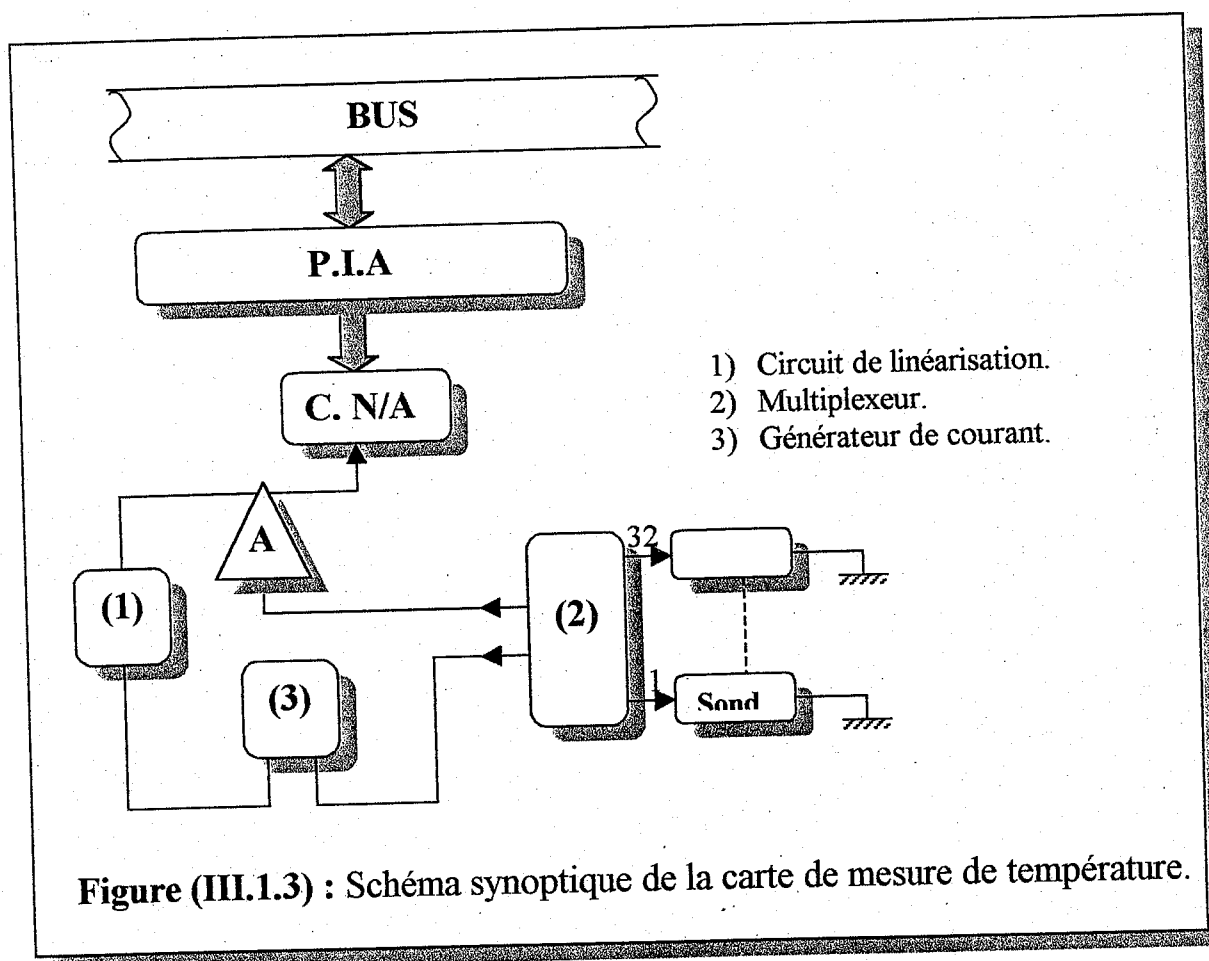 BUS
P.I.A
C. N/A
1) Circuit de linéarisation.
2) Multiplexeur.
3) Générateur de courant.
A
32
(1)
(2)
1
Sond
(3)
Figure (III.1.3) : Schéma synoptique de la carte de mesure de température.